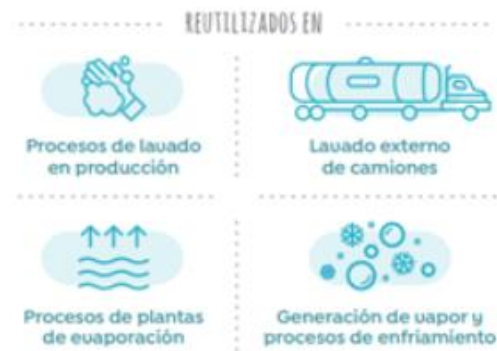 REUTILIZADOS EN
Procesos de lavado
en producción
Lavado externo
de camiones
Procesos de plantas
de evaporación
Generación de vapor y
procesos de enfriamiento